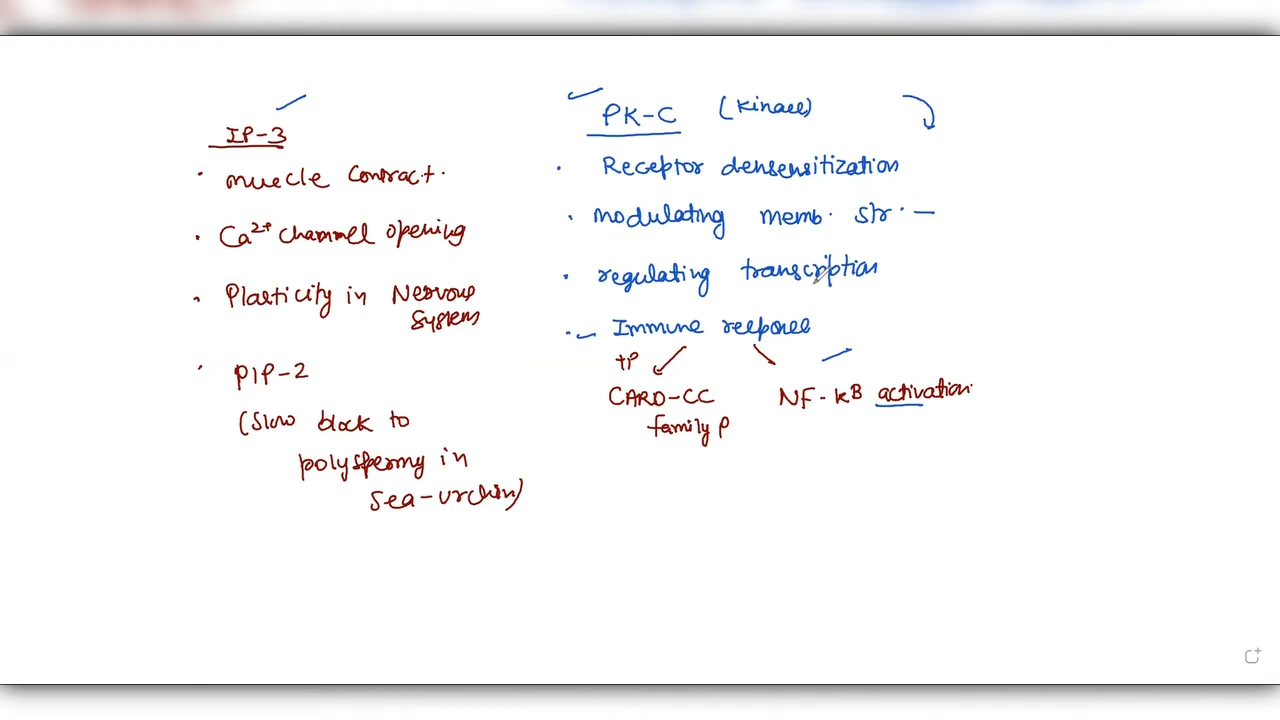 IP-3
• muscle contract.
• Ca²⁺ channel opening
• Plasticity in Nervous
System
• PIP-2
(slow block to
polyspermy in
sea-urchin)
PK-C (kinase)
• Receptor densensitization
• modulating memb. str. —
• regulating transcription
• Immune response
+P
CARD-CC
family P
NF-kB activation.